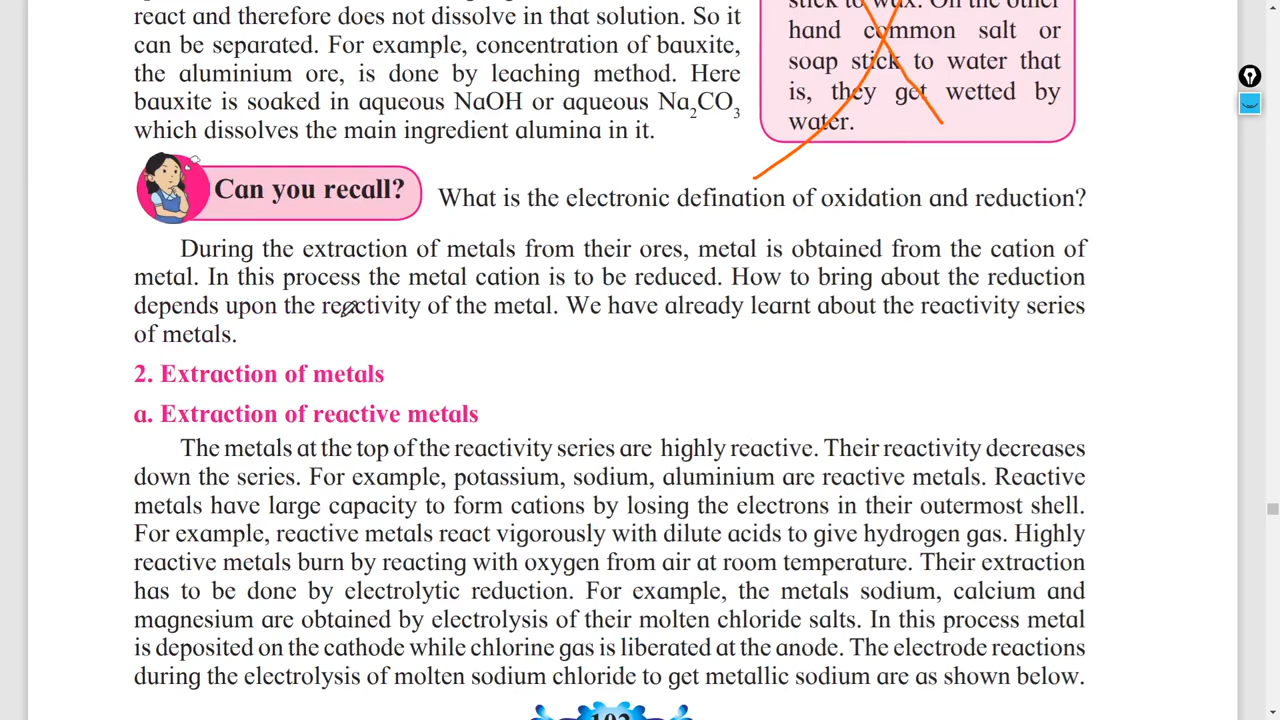 react and therefore does not dissolve in that solution. So it
can be separated. For example, concentration of bauxite,
the aluminium ore, is done by leaching method. Here
bauxite is soaked in aqueous NaOH or aqueous Na2CO3
which dissolves the main ingredient alumina in it.
stick to wax. On the other
hand common salt or
soap stick to water that
is, they get wetted by
water.
Can you recall?
What is the electronic defination of oxidation and reduction?
During the extraction of metals from their ores, metal is obtained from the cation of
metal. In this process the metal cation is to be reduced. How to bring about the reduction
depends upon the reactivity of the metal. We have already learnt about the reactivity series
of metals.
2. Extraction of metals
a. Extraction of reactive metals
The metals at the top of the reactivity series are highly reactive. Their reactivity decreases
down the series. For example, potassium, sodium, aluminium are reactive metals. Reactive
metals have large capacity to form cations by losing the electrons in their outermost shell.
For example, reactive metals react vigorously with dilute acids to give hydrogen gas. Highly
reactive metals burn by reacting with oxygen from air at room temperature. Their extraction
has to be done by electrolytic reduction. For example, the metals sodium, calcium and
magnesium are obtained by electrolysis of their molten chloride salts. In this process metal
is deposited on the cathode while chlorine gas is liberated at the anode. The electrode reactions
during the electrolysis of molten sodium chloride to get metallic sodium are as shown below.
102